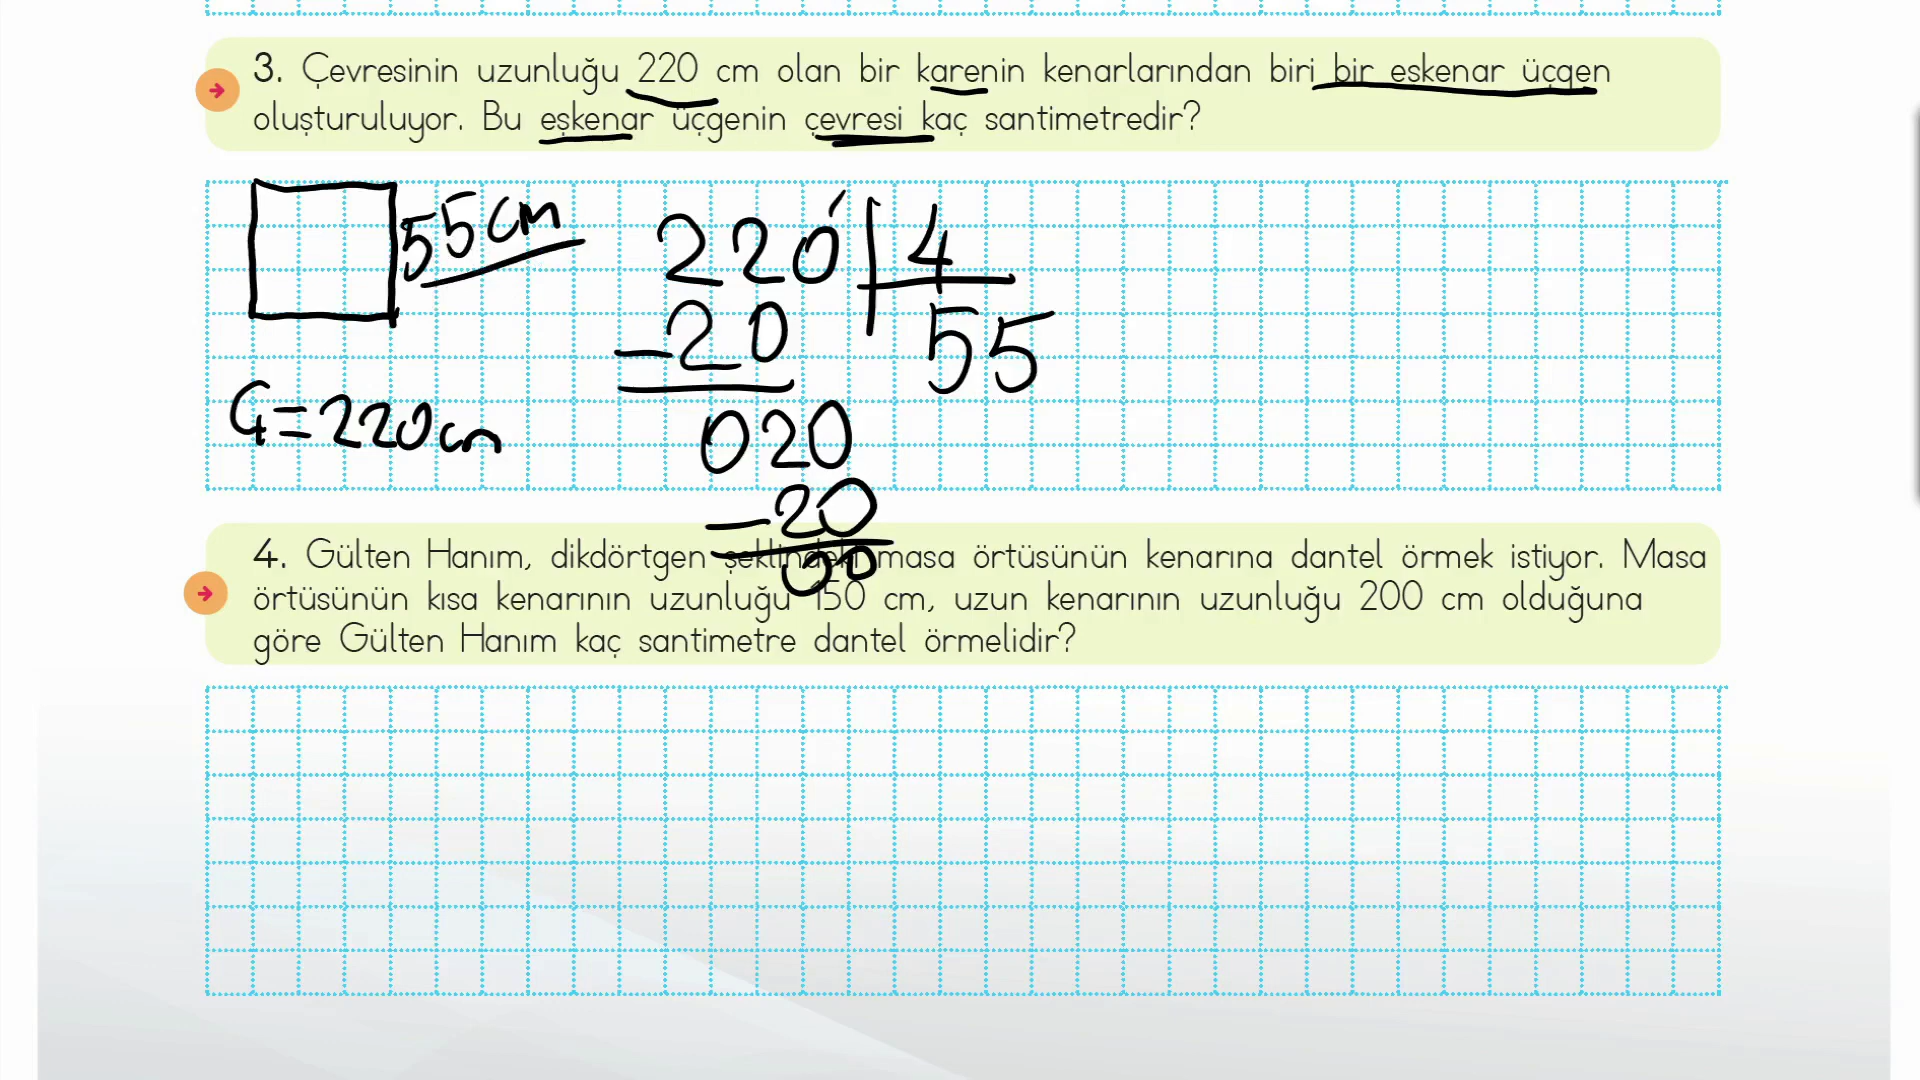 3. Çevresinin uzunluğu 220 cm olan bir karenin kenarlarından biri bir eşkenar üçgen
oluşturuluyor. Bu eşkenar üçgenin çevresi kaç santimetredir?
55 cm
Ç=220cm
220 4
-20 55
020
-20
00
4. Gülten Hanım, dikdörtgen şeklindeki masa örtüsünün kenarına dantel örmek istiyor. Masa
örtüsünün kısa kenarının uzunluğu 150 cm, uzun kenarının uzunluğu 200 cm olduğuna
göre Gülten Hanım kaç santimetre dantel örmelidir?